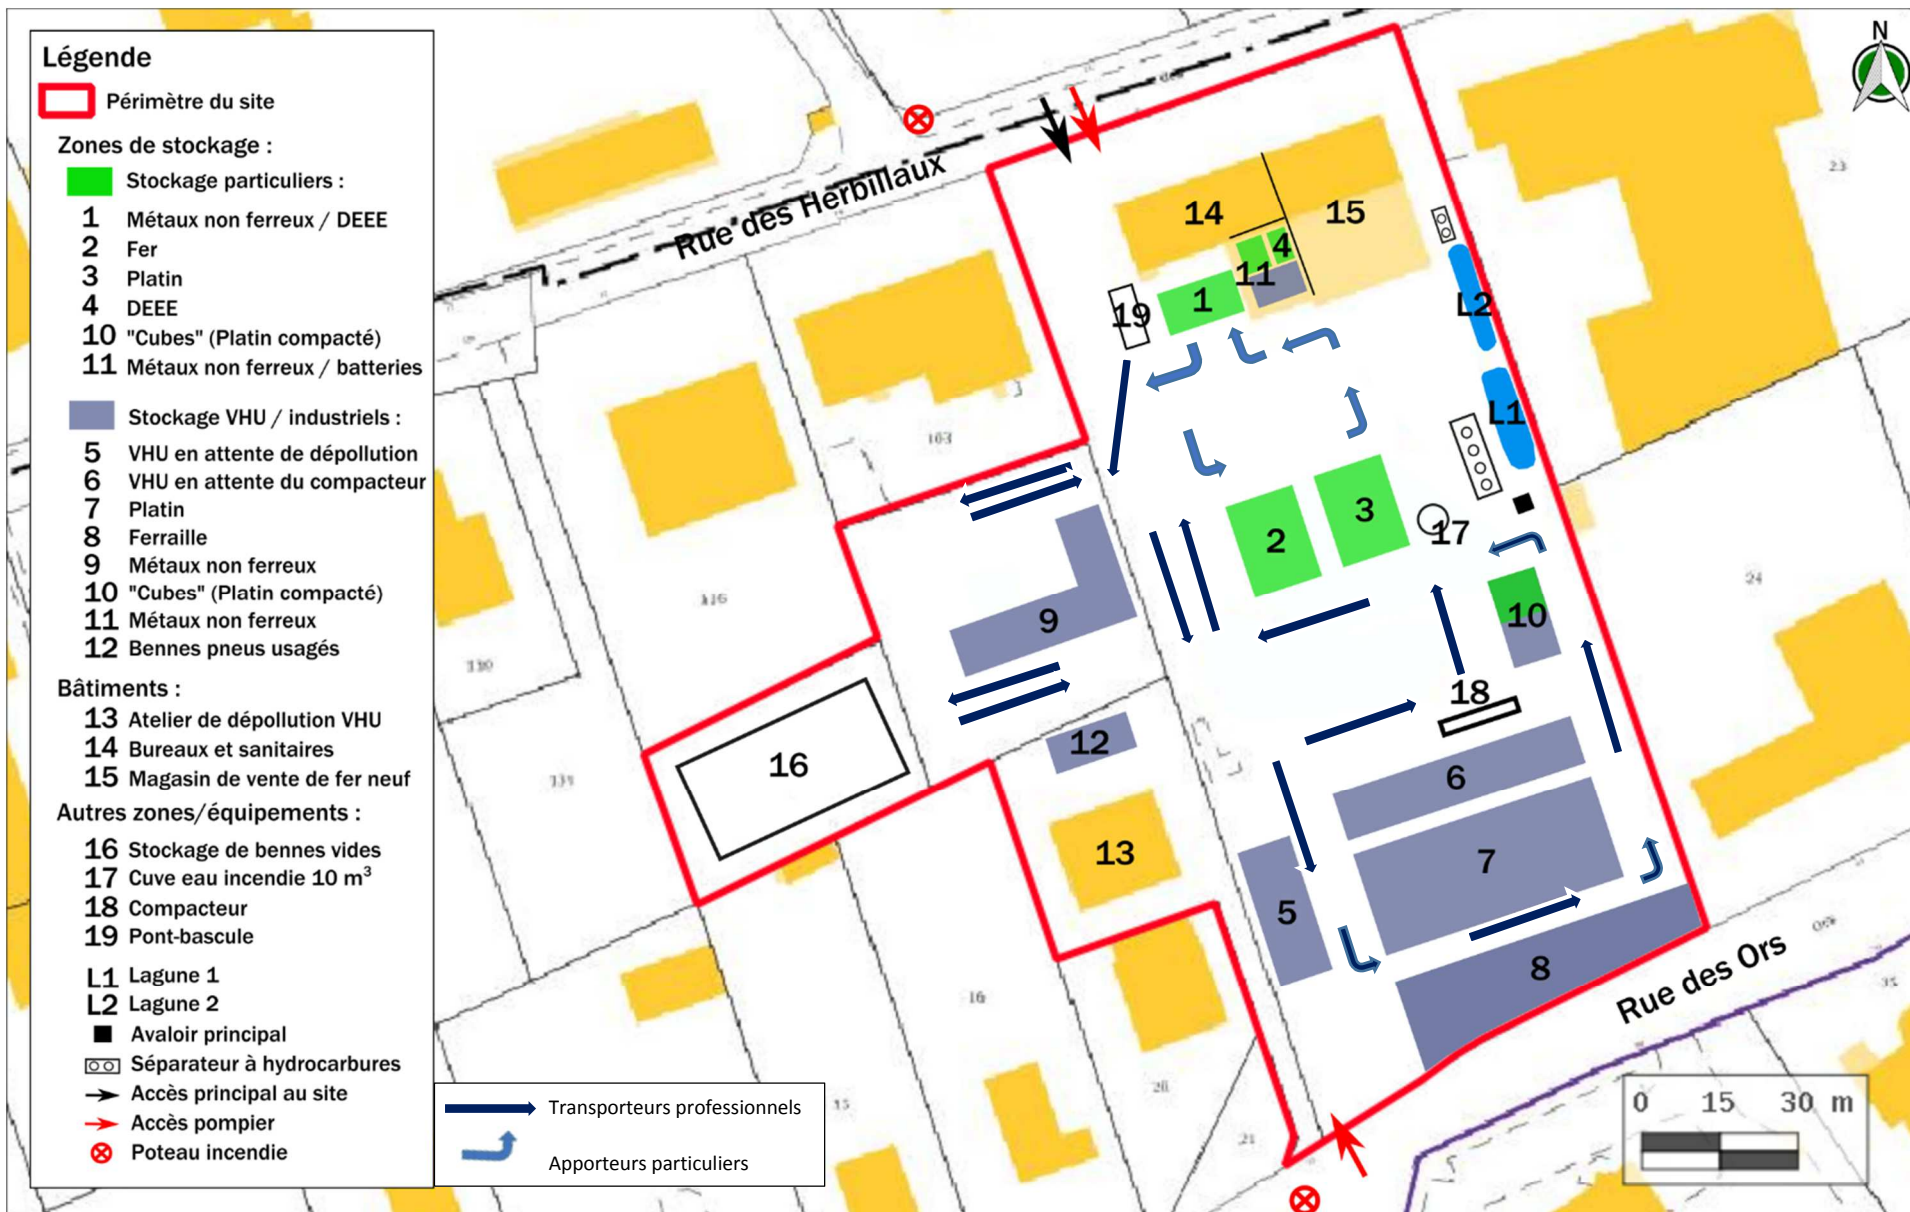 Légende
Périmètre du site
Zones de stockage :
Stockage particuliers :
1 Métaux non ferreux / DEEE
2 Fer
3 Platin
4 DEEE
10 "Cubes" (Platin compacté)
11 Métaux non ferreux / batteries
Stockage VHU / industriels :
5 VHU en attente de dépollution
6 VHU en attente du compacteur
7 Platin
8 Ferraille
9 Métaux non ferreux
10 "Cubes" (Platin compacté)
11 Métaux non ferreux
12 Bennes pneus usagés
Bâtiments :
13 Atelier de dépollution VHU
14 Bureaux et sanitaires
15 Magasin de vente de fer neuf
Autres zones/équipements :
16 Stockage de bennes vides
17 Cuve eau incendie 10 m³
18 Compacteur
19 Pont-bascule
L1 Lagune 1
L2 Lagune 2
Avaloir principal
Séparateur à hydrocarbures
Accès principal au site
Accès pompier
Poteau incendie
Transporteurs professionnels
Apporteurs particuliers
N
Rue des Herbillaux
14
15
4
11
1
19
L2
L1
2
3
17
10
9
18
12
16
6
13
7
5
8
Rue des Ors
0 15 30 m
23
103
24
16
20
21